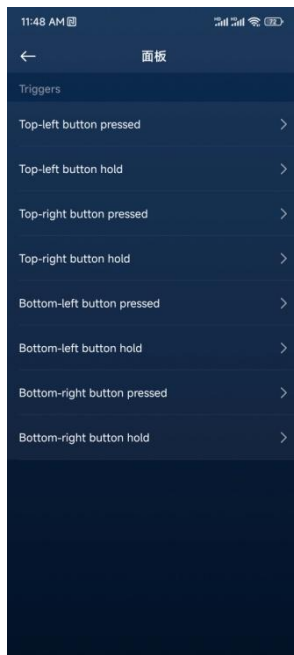 11:48 AM
72
面板
Triggers
Top-left button pressed
Top-left button hold
Top-right button pressed
Top-right button hold
Bottom-left button pressed
Bottom-left button hold
Bottom-right button pressed
Bottom-right button hold